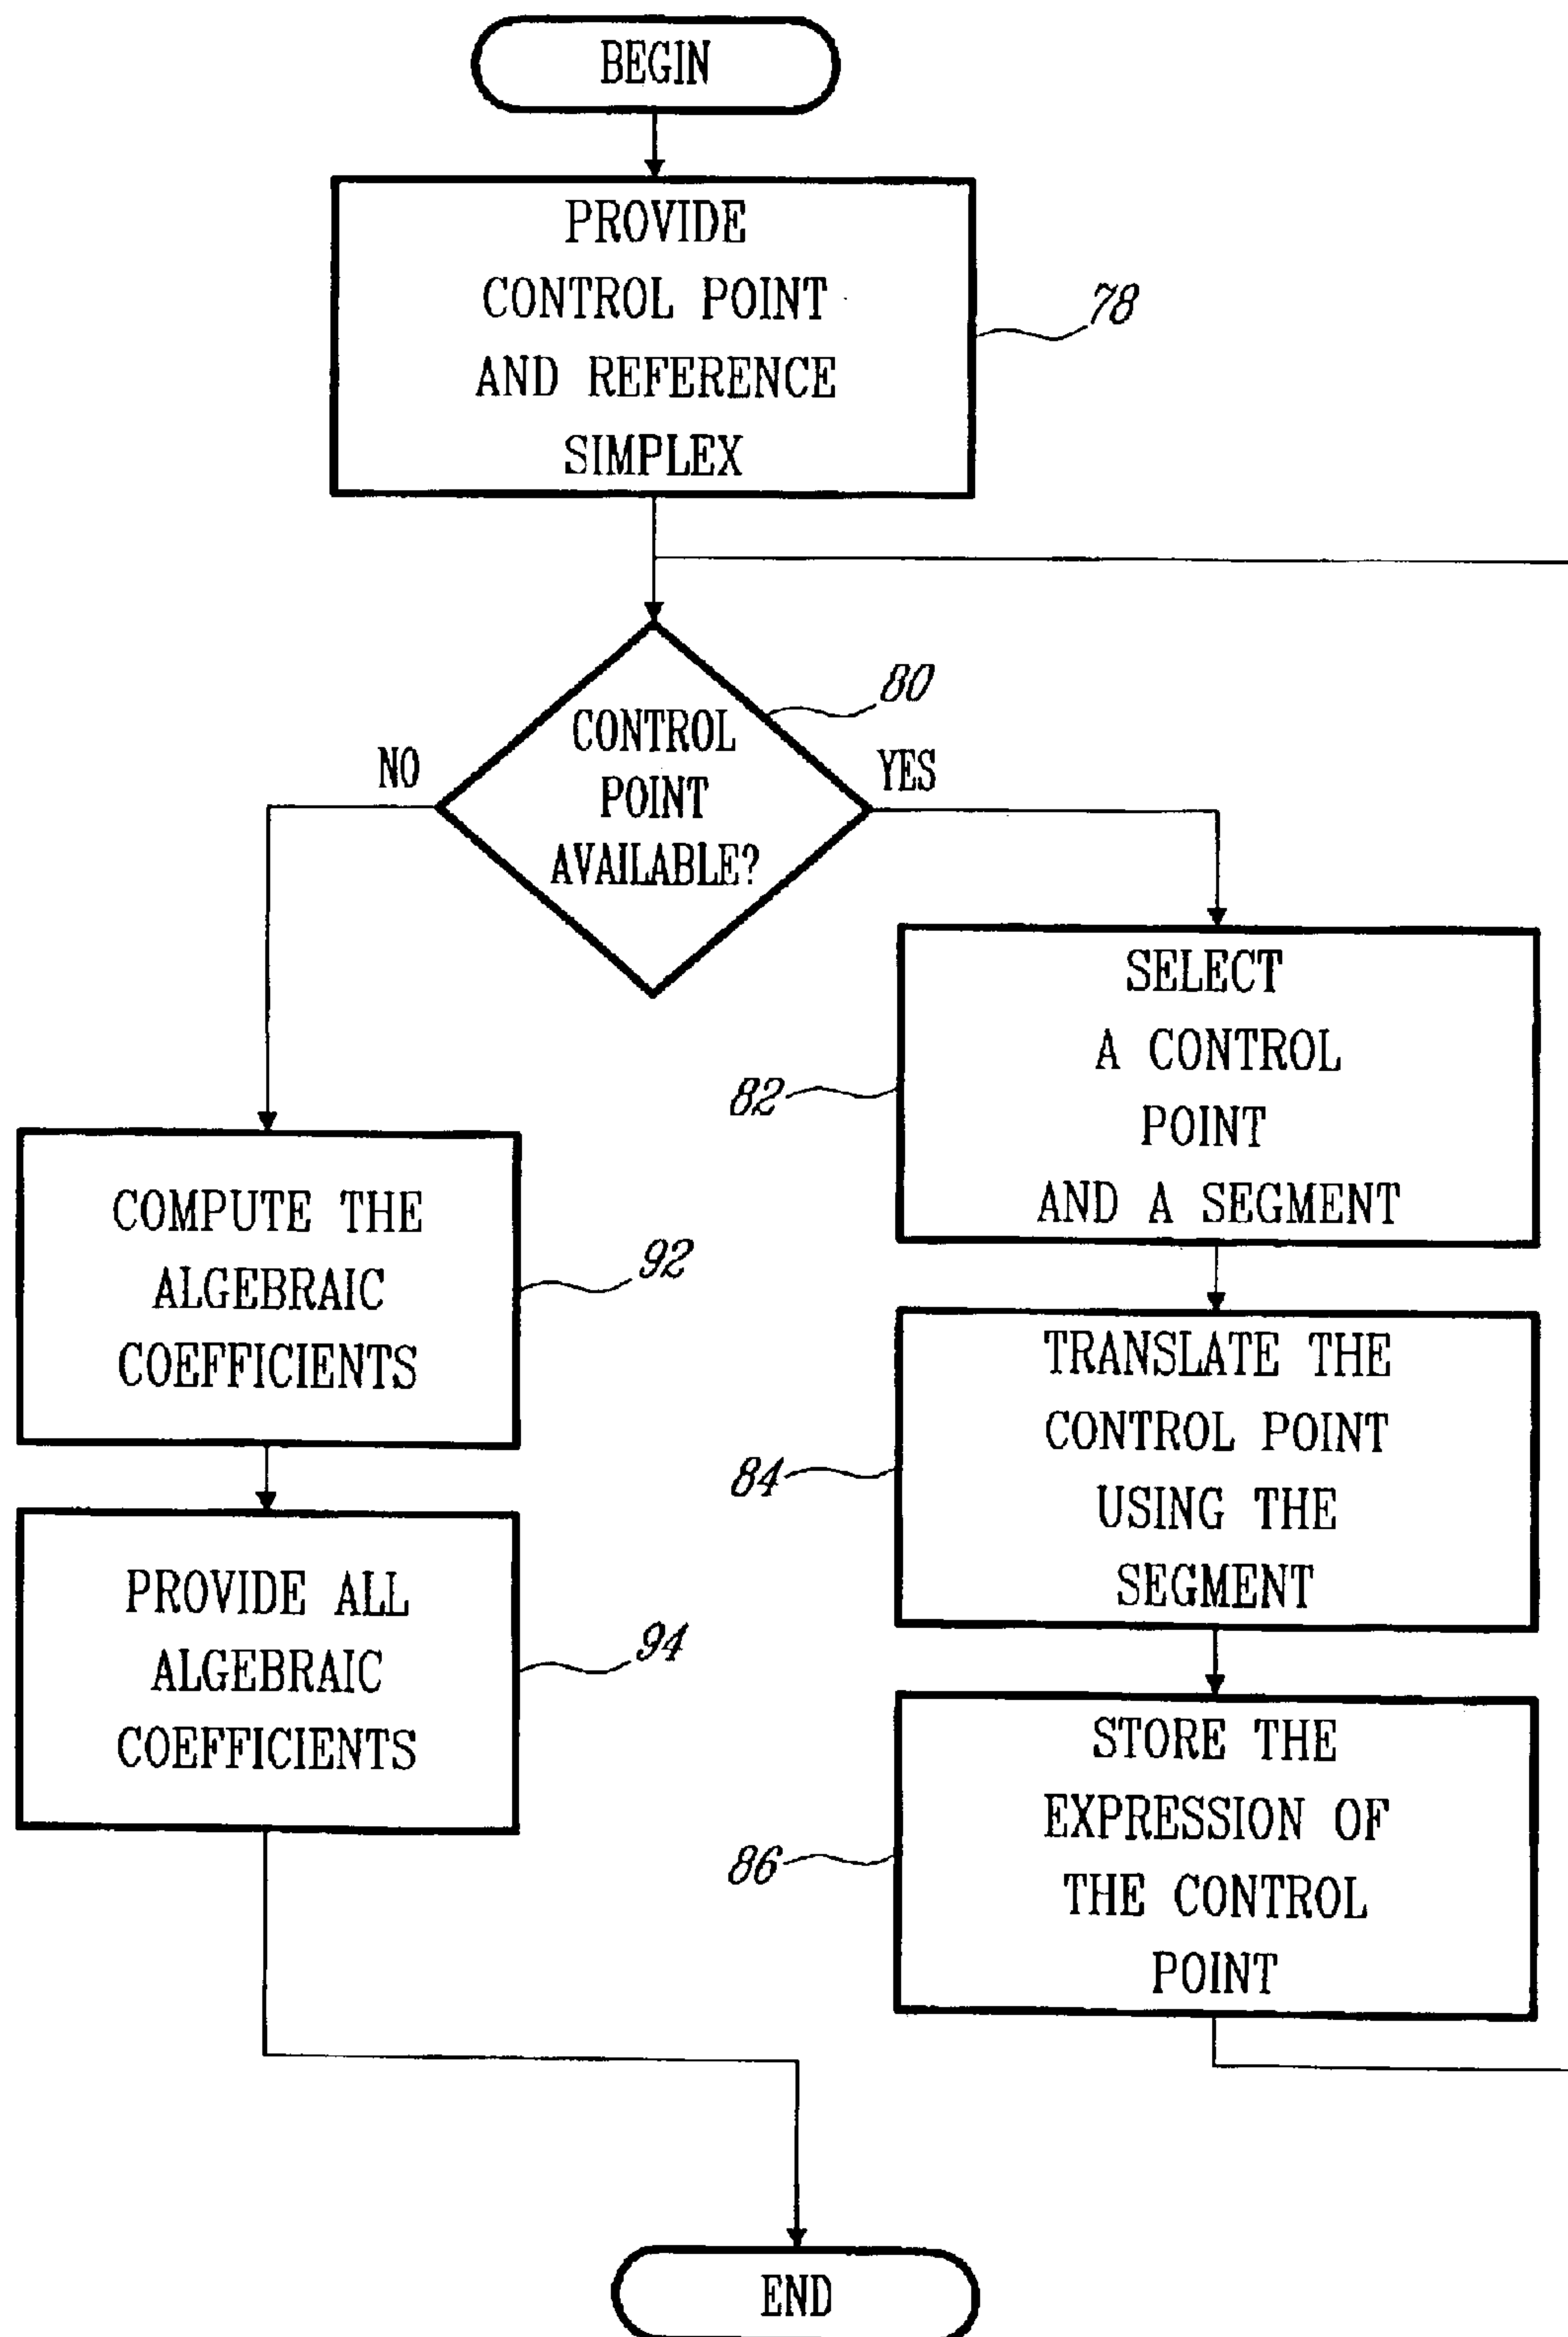 BEGIN
PROVIDE
CONTROL POINT
AND REFERENCE
SIMPLEX
78
80
CONTROL
POINT
AVAILABLE?
NO
YES
SELECT
A CONTROL
POINT
AND A SEGMENT
82
TRANSLATE THE
CONTROL POINT
USING THE
SEGMENT
84
STORE THE
EXPRESSION OF
THE CONTROL
POINT
86
COMPUTE THE
ALGEBRAIC
COEFFICIENTS
92
PROVIDE ALL
ALGEBRAIC
COEFFICIENTS
94
END